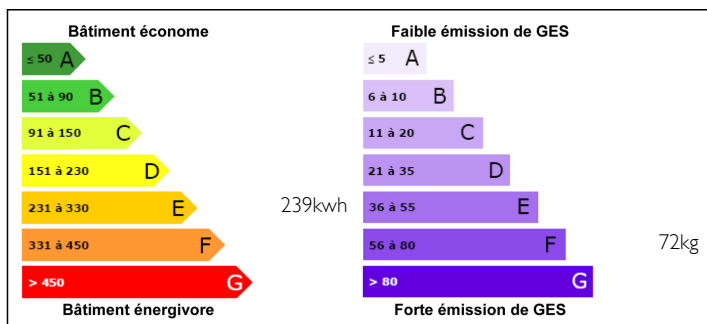 Bâtiment économe
≤ 50 A
51 à 90 B
91 à 150 C
151 à 230 D
231 à 330 E
239kwh
331 à 450 F
> 450 G
Bâtiment énergivore
Faible émission de GES
≤ 5 A
6 à 10 B
11 à 20 C
21 à 35 D
36 à 55 E
56 à 80 F
72kg
> 80 G
Forte émission de GES